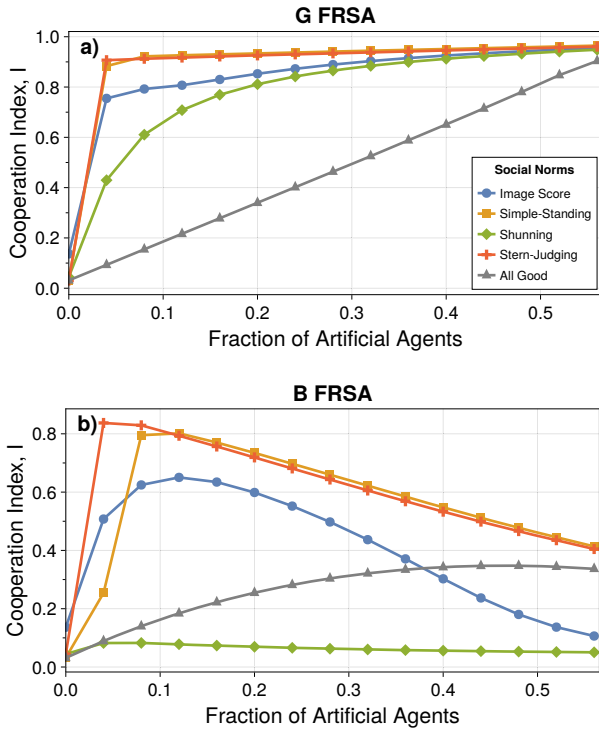 G FRSA
a)
1.0
0.8
0.6
0.4
0.2
0.0
Cooperation Index, I
Social Norms
Image Score
Simple-Standing
Shunning
Stern-Judging
All Good
0.0 0.1 0.2 0.3 0.4 0.5
Fraction of Artificial Agents
B FRSA
b)
0.8
0.6
0.4
0.2
0.0
Cooperation Index, I
0.0 0.1 0.2 0.3 0.4 0.5
Fraction of Artificial Agents